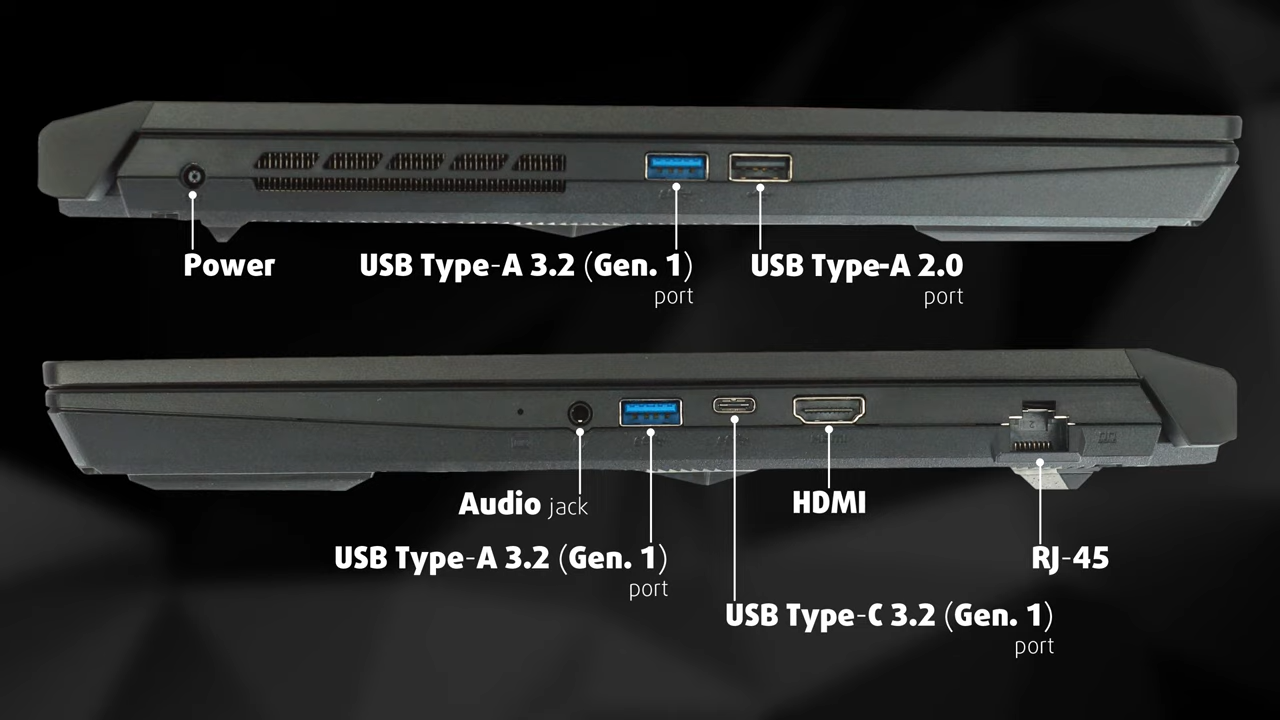 Power
USB Type-A 3.2 (Gen. 1)
port
USB Type-A 2.0
port
Audio jack
HDMI
USB Type-A 3.2 (Gen. 1)
port
RJ-45
USB Type-C 3.2 (Gen. 1)
port